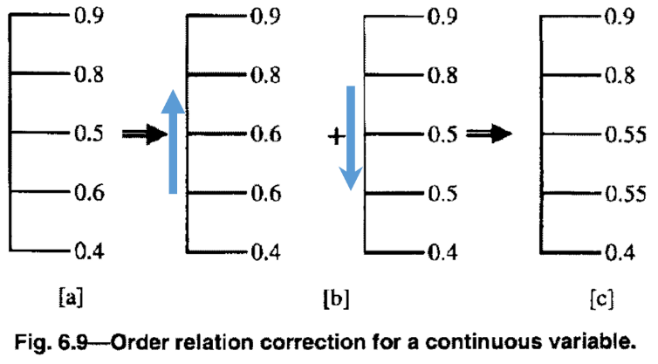 0.9 0.9 0.9 0.9
0.8 0.8 0.8 0.8
0.5 0.6 + 0.5 0.55
0.6 0.6 0.5 0.55
0.4 0.4 0.4 0.4
[a] [b] [c]
Fig. 6.9—Order relation correction for a continuous variable.